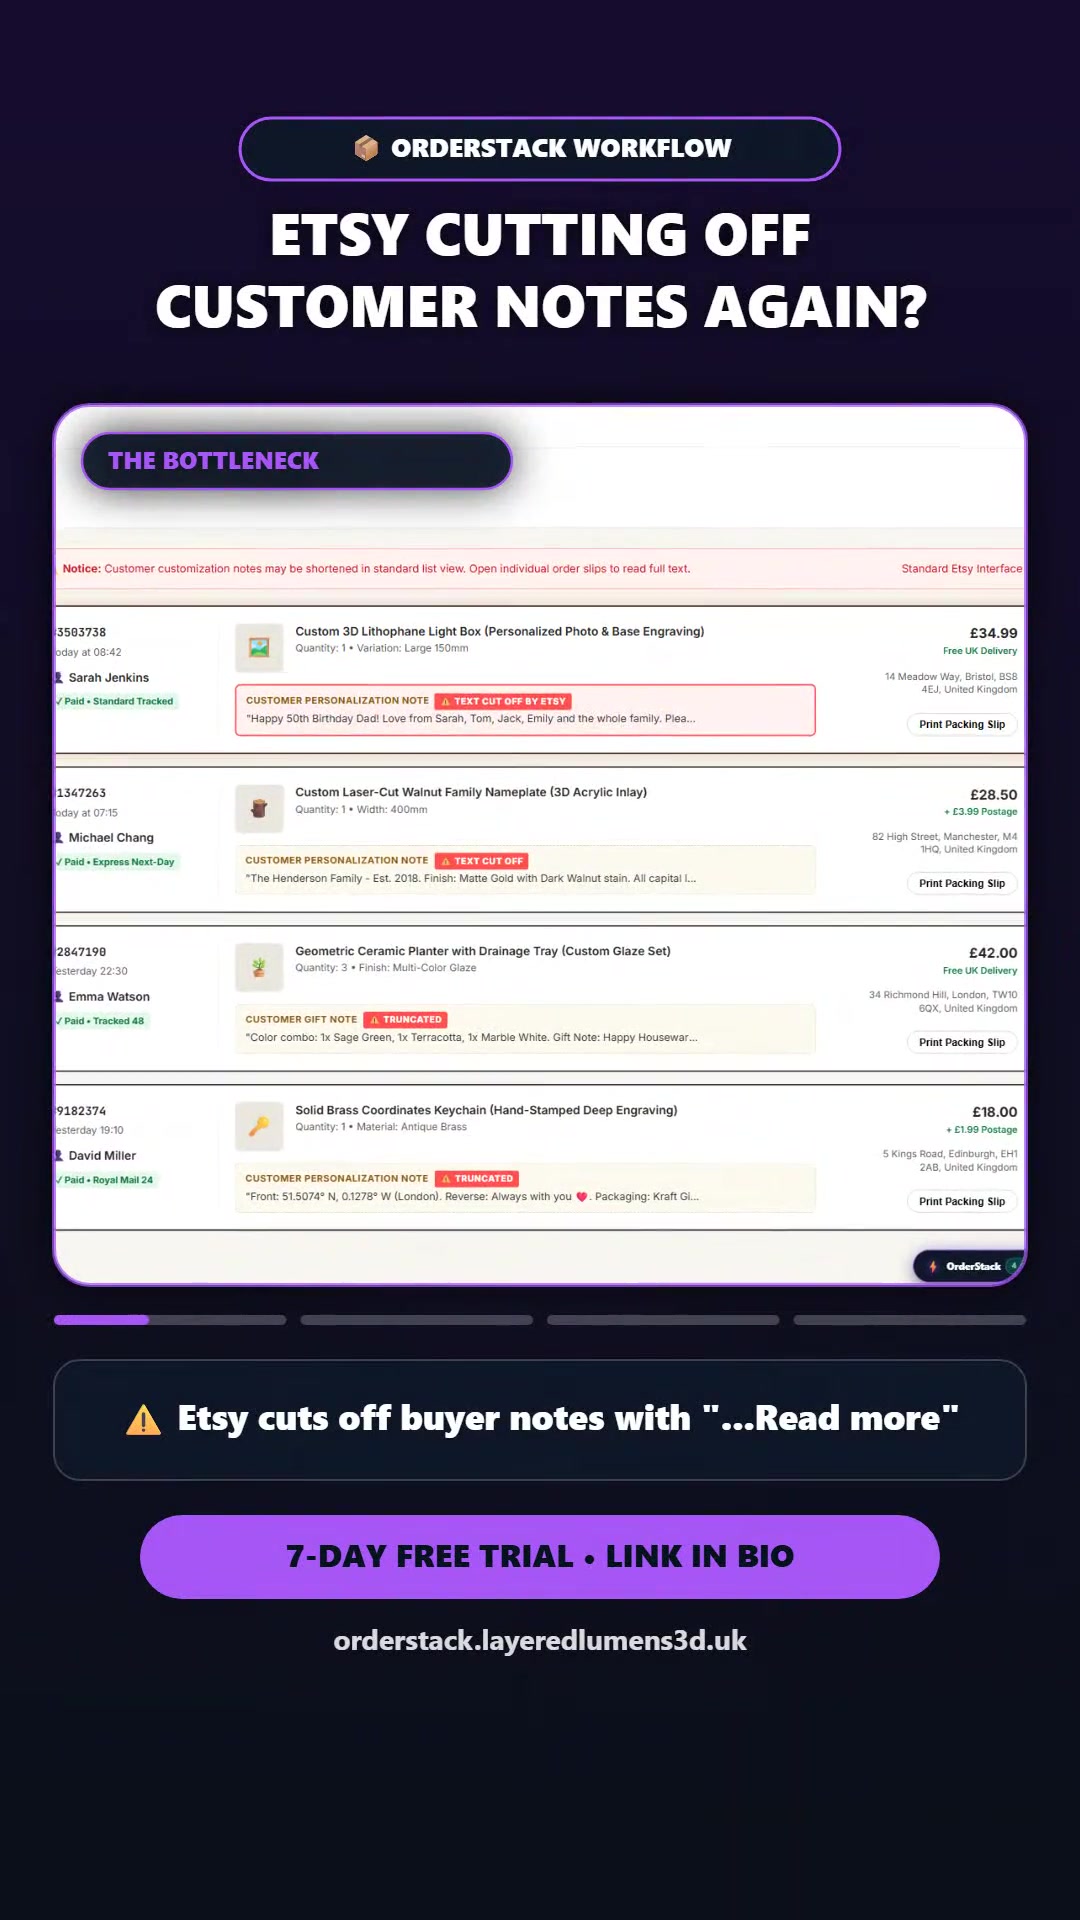 📦 ORDERSTACK WORKFLOW
ETSY CUTTING OFF
CUSTOMER NOTES AGAIN?
THE BOTTLENECK
Notice: Customer customization notes may be shortened in standard list view. Open individual order slips to read full text.
Standard Etsy Interface
3503738
oday at 08:42
Sarah Jenkins
✓ Paid • Standard Tracked
Custom 3D Lithophane Light Box (Personalized Photo & Base Engraving)
Quantity: 1 • Variation: Large 150mm
CUSTOMER PERSONALIZATION NOTE ⚠ TEXT CUT OFF BY ETSY
"Happy 50th Birthday Dad! Love from Sarah, Tom, Jack, Emily and the whole family. Plea...
£34.99
Free UK Delivery
14 Meadow Way, Bristol, BS8
4EJ, United Kingdom
Print Packing Slip
1347263
oday at 07:15
Michael Chang
✓ Paid • Express Next-Day
Custom Laser-Cut Walnut Family Nameplate (3D Acrylic Inlay)
Quantity: 1 • Width: 400mm
CUSTOMER PERSONALIZATION NOTE ⚠ TEXT CUT OFF
"The Henderson Family - Est. 2018. Finish: Matte Gold with Dark Walnut stain. All capital l...
£28.50
+ £3.99 Postage
82 High Street, Manchester, M4
1HQ, United Kingdom
Print Packing Slip
2847190
esterday 22:30
Emma Watson
✓ Paid • Tracked 48
Geometric Ceramic Planter with Drainage Tray (Custom Glaze Set)
Quantity: 3 • Finish: Multi-Color Glaze
CUSTOMER GIFT NOTE ⚠ TRUNCATED
"Color combo: 1x Sage Green, 1x Terracotta, 1x Marble White. Gift Note: Happy Housewar...
£42.00
Free UK Delivery
34 Richmond Hill, London, TW10
6QX, United Kingdom
Print Packing Slip
9182374
esterday 19:10
David Miller
✓ Paid • Royal Mail 24
Solid Brass Coordinates Keychain (Hand-Stamped Deep Engraving)
Quantity: 1 • Material: Antique Brass
CUSTOMER PERSONALIZATION NOTE ⚠ TRUNCATED
"Front: 51.5074° N, 0.1278° W (London). Reverse: Always with you ❤. Packaging: Kraft Gi...
£18.00
+ £1.99 Postage
5 Kings Road, Edinburgh, EH1
2AB, United Kingdom
Print Packing Slip
⚡ OrderStack 4
⚠ Etsy cuts off buyer notes with "...Read more"
7-DAY FREE TRIAL • LINK IN BIO
orderstack.layeredlumens3d.uk